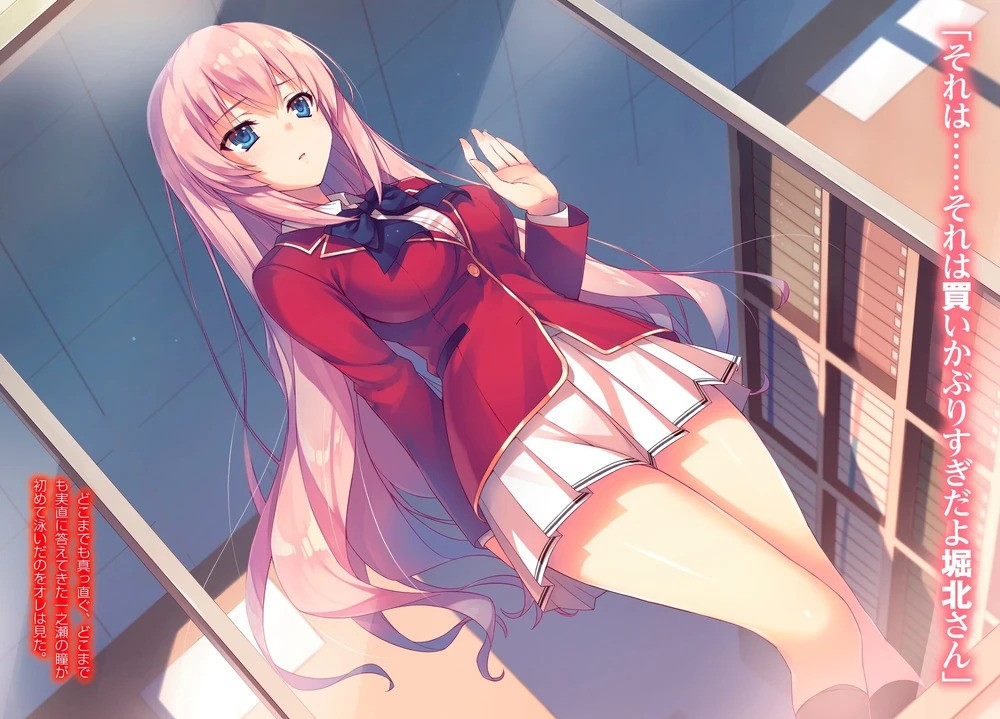 「それは……それは買いかぶりすぎだよ堀北さん」
どこまでも真っ直ぐ、どこまで
も実直に答えてきた一之瀬の瞳が
初めて泳いだのをオレは見た。